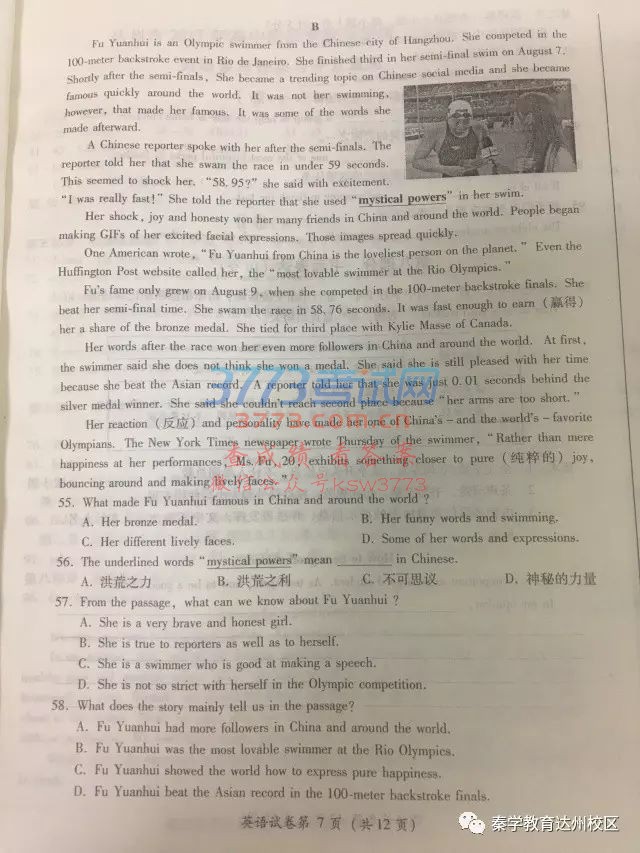 B
Fu Yuanhui is an Olympic swimmer from the Chinese city of Hangzhou. She competed in the
100-meter backstroke event in Rio de Janeiro. She finished third in her semi-final swim on August 7.
Shortly after the semi-finals, She became a trending topic on Chinese social media and she became
famous quickly around the world. It was not her swimming,
however, that made her famous. It was some of the words she
made afterward.
A Chinese reporter spoke with her after the semi-finals. The
reporter told her that she swam the race in under 59 seconds.
This seemed to shock her. "58.95?" she said with excitement.
"I was really fast!" She told the reporter that she used "mystical powers" in her swim.
Her shock, joy and honesty won her many friends in China and around the world. People began
making GIFs of her excited facial expressions. Those images spread quickly.
One American wrote, "Fu Yuanhui from China is the loveliest person on the planet." Even the
Huffington Post website called her, the "most lovable swimmer at the Rio Olympics."
Fu's fame only grew on August 9, when she competed in the 100-meter backstroke finals. She
beat her semi-final time. She swam the race in 58.76 seconds. It was fast enough to earn (赢得)
her a share of the bronze medal. She tied for third place with Kylie Masse of Canada.
Her words after the race won her even more followers in China and around the world. At first,
the swimmer said she does not think she won a medal. She said she is still pleased with her time
because she beat the Asian record. A reporter told her that she was just 0.01 seconds behind the
silver medal winner. She said she couldn't reach second place because "her arms are too short."
Her reaction (反应) and personality have made her one of China's - and the world's - favorite
Olympians. The New York Times newspaper wrote Thursday of the swimmer, "Rather than mere
happiness at her performances, Ms. Fu, 20, exhibits something closer to pure (纯粹的) joy,
bouncing around and making lively faces."
3773考试网
3773.com.cn
查成绩 看答案
微信公众号ksw3773
55. What made Fu Yuanhui famous in China and around the world?
A. Her bronze medal. B. Her funny words and swimming.
C. Her different lively faces. D. Some of her words and expressions.
56. The underlined words "mystical powers" mean ______ in Chinese.
A. 洪荒之力 B. 洪荒之利 C. 不可思议 D. 神秘的力量
57. From the passage, what can we know about Fu Yuanhui?
A. She is a very brave and honest girl.
B. She is true to reporters as well as to herself.
C. She is a swimmer who is good at making a speech.
D. She is not so strict with herself in the Olympic competition.
58. What does the story mainly tell us in the passage?
A. Fu Yuanhui had more followers in China and around the world.
B. Fu Yuanhui was the most lovable swimmer at the Rio Olympics.
C. Fu Yuanhui showed the world how to express pure happiness.
D. Fu Yuanhui beat the Asian record in the 100-meter backstroke finals.
英语试卷第 7 页 (共 12 页)
秦学教育达州校区